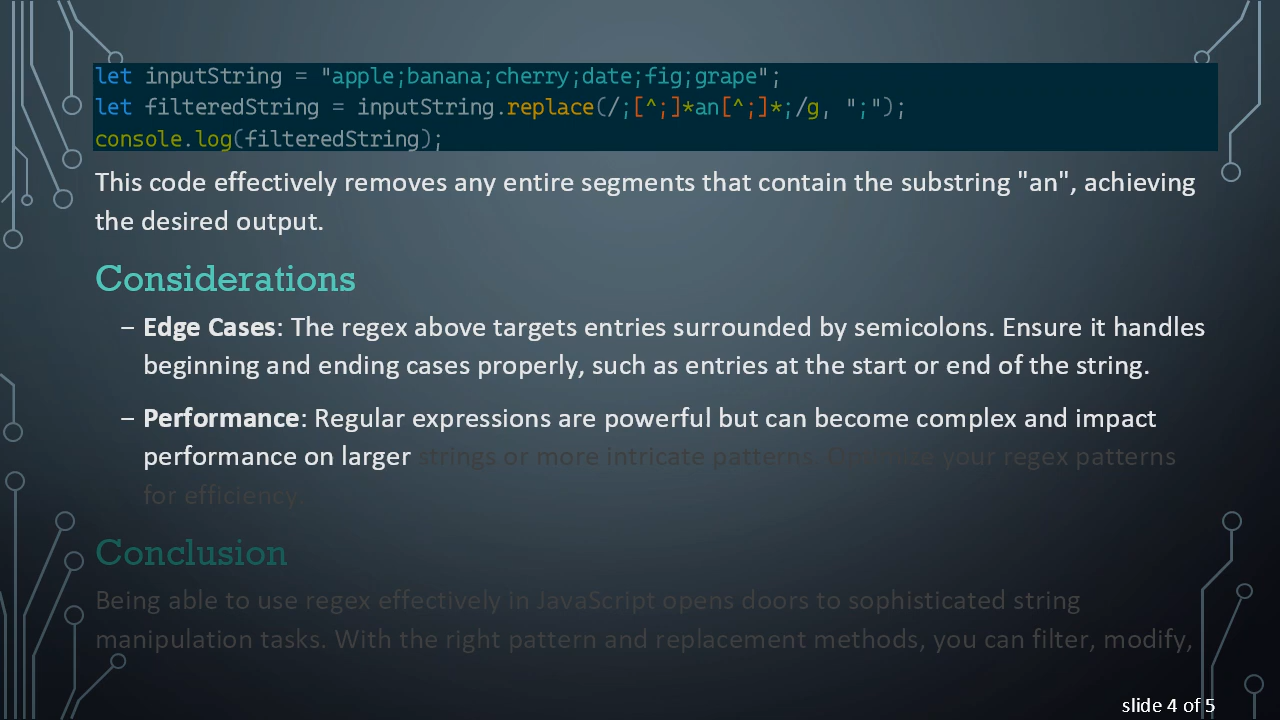 let inputString = "apple;banana;cherry;date;fig;grape";
let filteredString = inputString.replace(/;[^;]*an[^;]*;/g, ";");
console.log(filteredString);
This code effectively removes any entire segments that contain the substring "an", achieving
the desired output.
Considerations
– Edge Cases: The regex above targets entries surrounded by semicolons. Ensure it handles
beginning and ending cases properly, such as entries at the start or end of the string.
– Performance: Regular expressions are powerful but can become complex and impact
performance on larger strings or more intricate patterns. Optimize your regex patterns
for efficiency.
Conclusion
Being able to use regex effectively in JavaScript opens doors to sophisticated string
manipulation tasks. With the right pattern and replacement methods, you can filter, modify,
slide 4 of 5